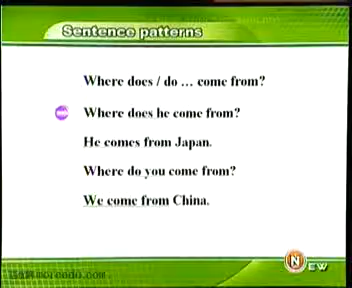 Sentence patterns
Where does / do ... come from?
Where does he come from?
He comes from Japan.
Where do you come from?
We come from China.
NEW